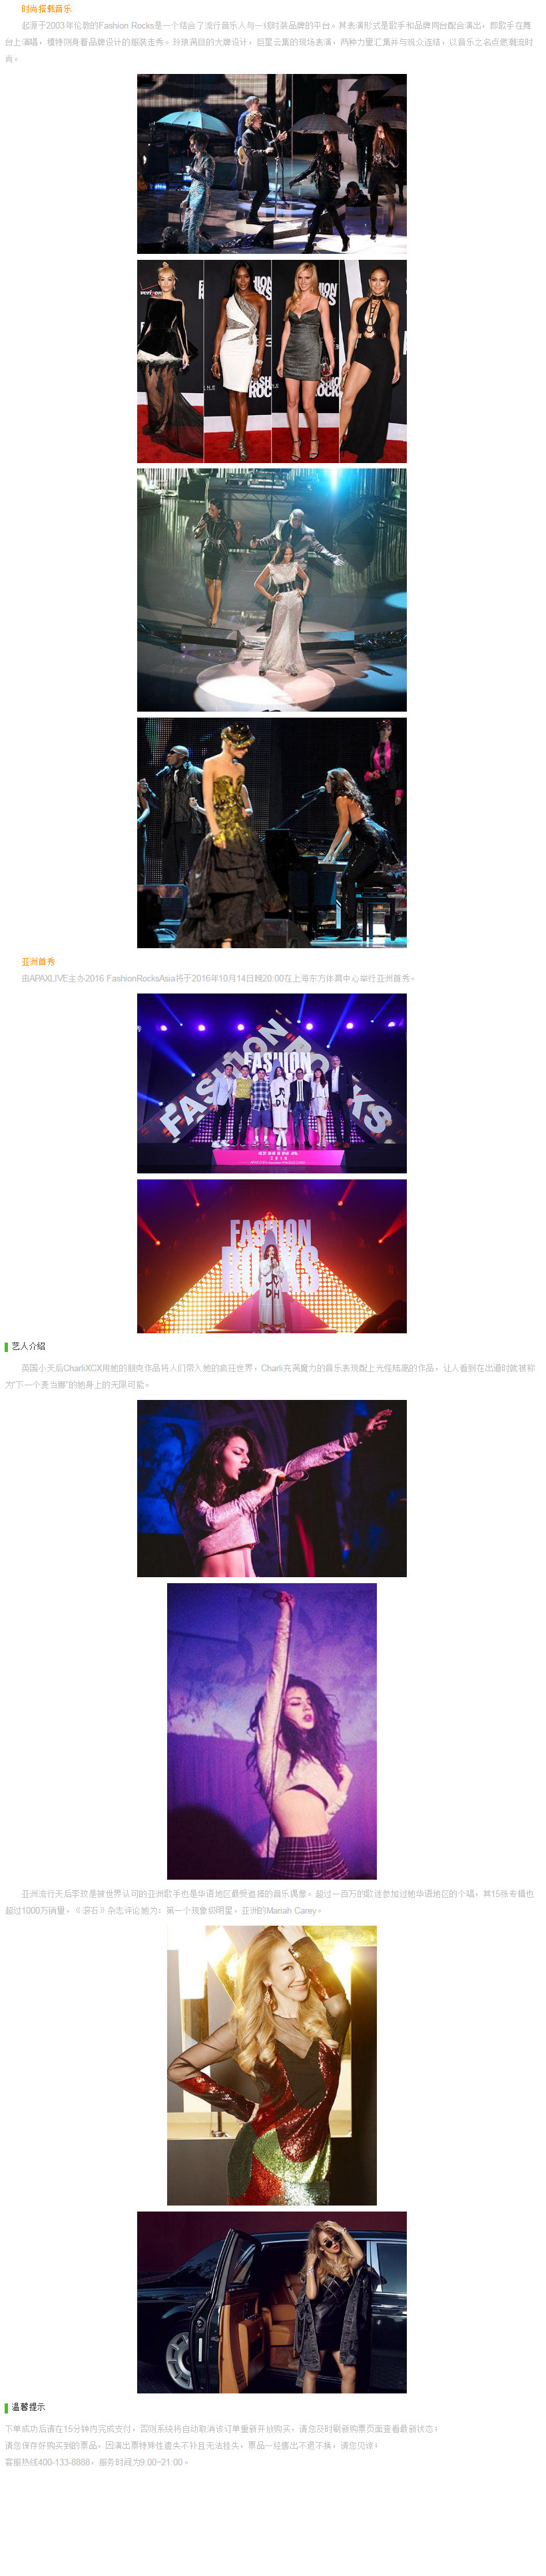 时尚搭载音乐
起源于2003年伦敦的Fashion Rocks是一个结合了流行音乐人与一线时装品牌的平台。其表演形式是歌手和品牌同台配合演出，即歌手在舞
台上演唱，模特则身着品牌设计的服装走秀。玲琅满目的大牌设计，巨星云集的现场表演，两种力量汇集并与观众连结，以音乐之名点燃潮流时
尚。
verizon
FASHION ROCKS
亚洲首秀
由APAXLIVE主办2016 FashionRocksAsia将于2016年10月14日晚20:00在上海东方体育中心举行亚洲首秀。
FASHION ROCKS
FASHION
2016
FASHION
ROCKS
艺人介绍
英国小天后CharliXCX用她的朋克作品将人们带入她的疯狂世界，Charli充满魔力的音乐表现配上光怪陆离的作品，让人看到在出道时就被称
为“下一个麦当娜”的她身上的无限可能。
亚洲流行天后李玟是被世界认可的亚洲歌手也是华语地区最受追捧的音乐偶像。超过一百万的歌迷参加过她华语地区的个唱，其15张专辑也
超过1000万销量，《滚石》杂志评论她为：第一个现象级明星，亚洲的Mariah Carey。
温馨提示
下单成功后请在15分钟内完成支付，否则系统将自动取消该订单重新开放购买，请您及时刷新购票页面查看最新状态！
请您保存好购买到的票品，因演出票特殊性遗失不补且无法挂失，票品一经售出不退不换，请您见谅！
客服热线400-133-8888，服务时间为9:00~21:00。